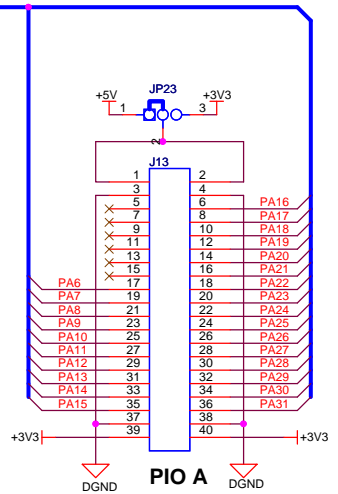 JP23
+5V +3V3
1 3
2
J13
1 2
3 4
5 6 PA16
7 8 PA17
9 10 PA18
11 12 PA19
13 14 PA20
15 16 PA21
PA6 17 18 PA22
PA7 19 20 PA23
PA8 21 22 PA24
PA9 23 24 PA25
PA10 25 26 PA26
PA11 27 28 PA27
PA12 29 30 PA28
PA13 31 32 PA29
PA14 33 34 PA30
PA15 35 36 PA31
37 38
+3V3 39 40 +3V3
PIO A
DGND DGND